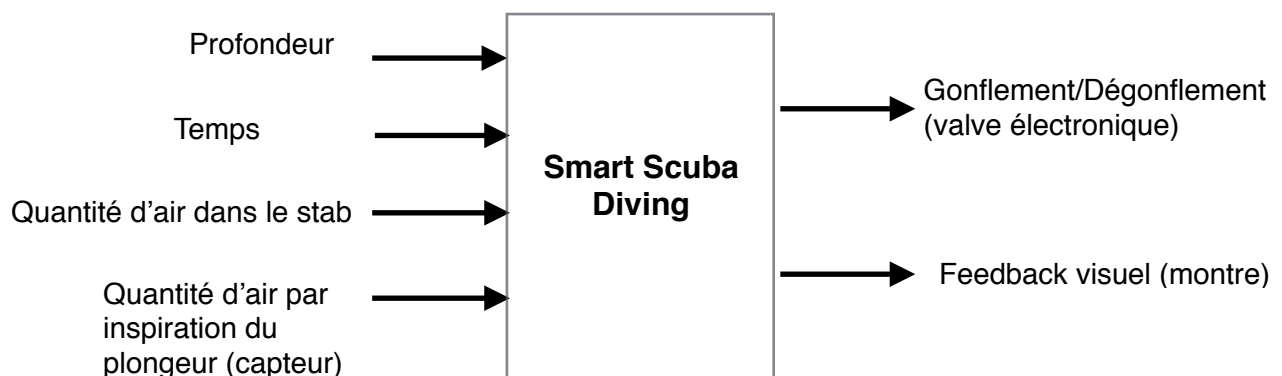 Profondeur
Temps
Quantité d'air dans le stab
Quantité d'air par
inspiration du
plongeur (capteur)
Smart Scuba
Diving
Gonflement/Dégonflement
(valve électronique)
Feedback visuel (montre)